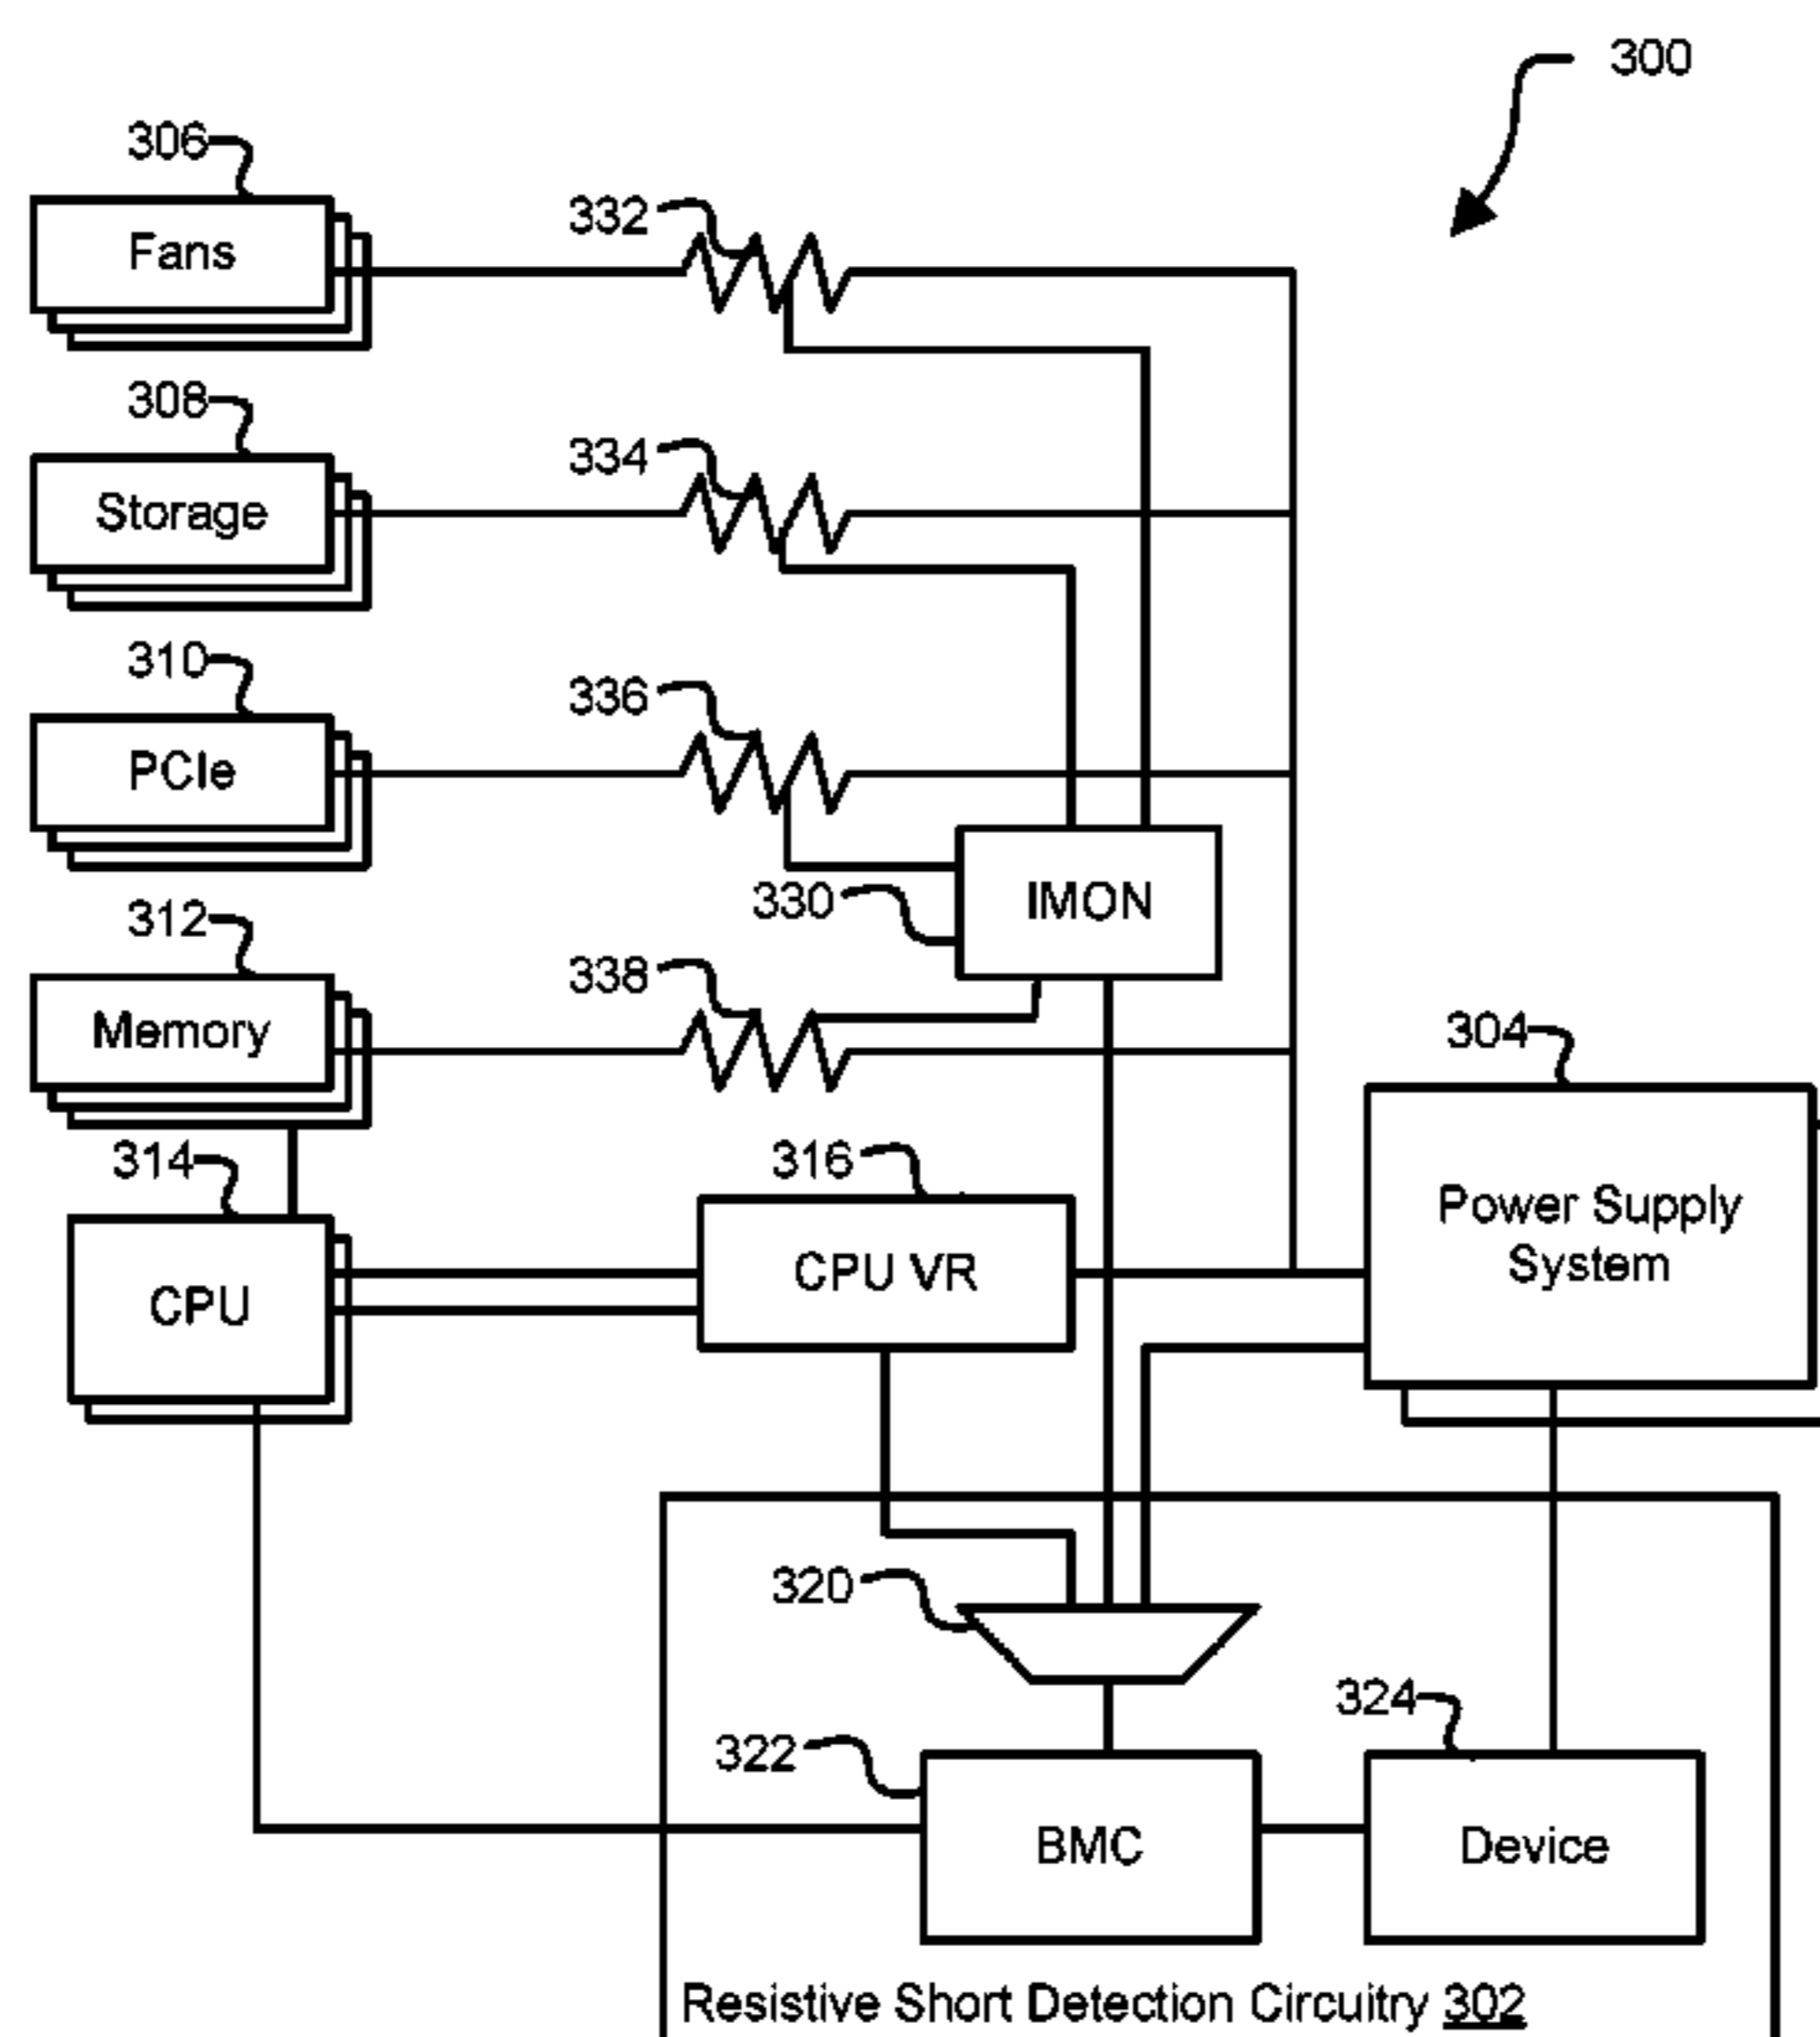 300
306
Fans
332
308
Storage
334
310
PCIe
336
330
IMON
312
Memory
338
304
Power Supply
System
314
CPU
316
CPU VR
320
322
BMC
324
Device
Resistive Short Detection Circuitry 302